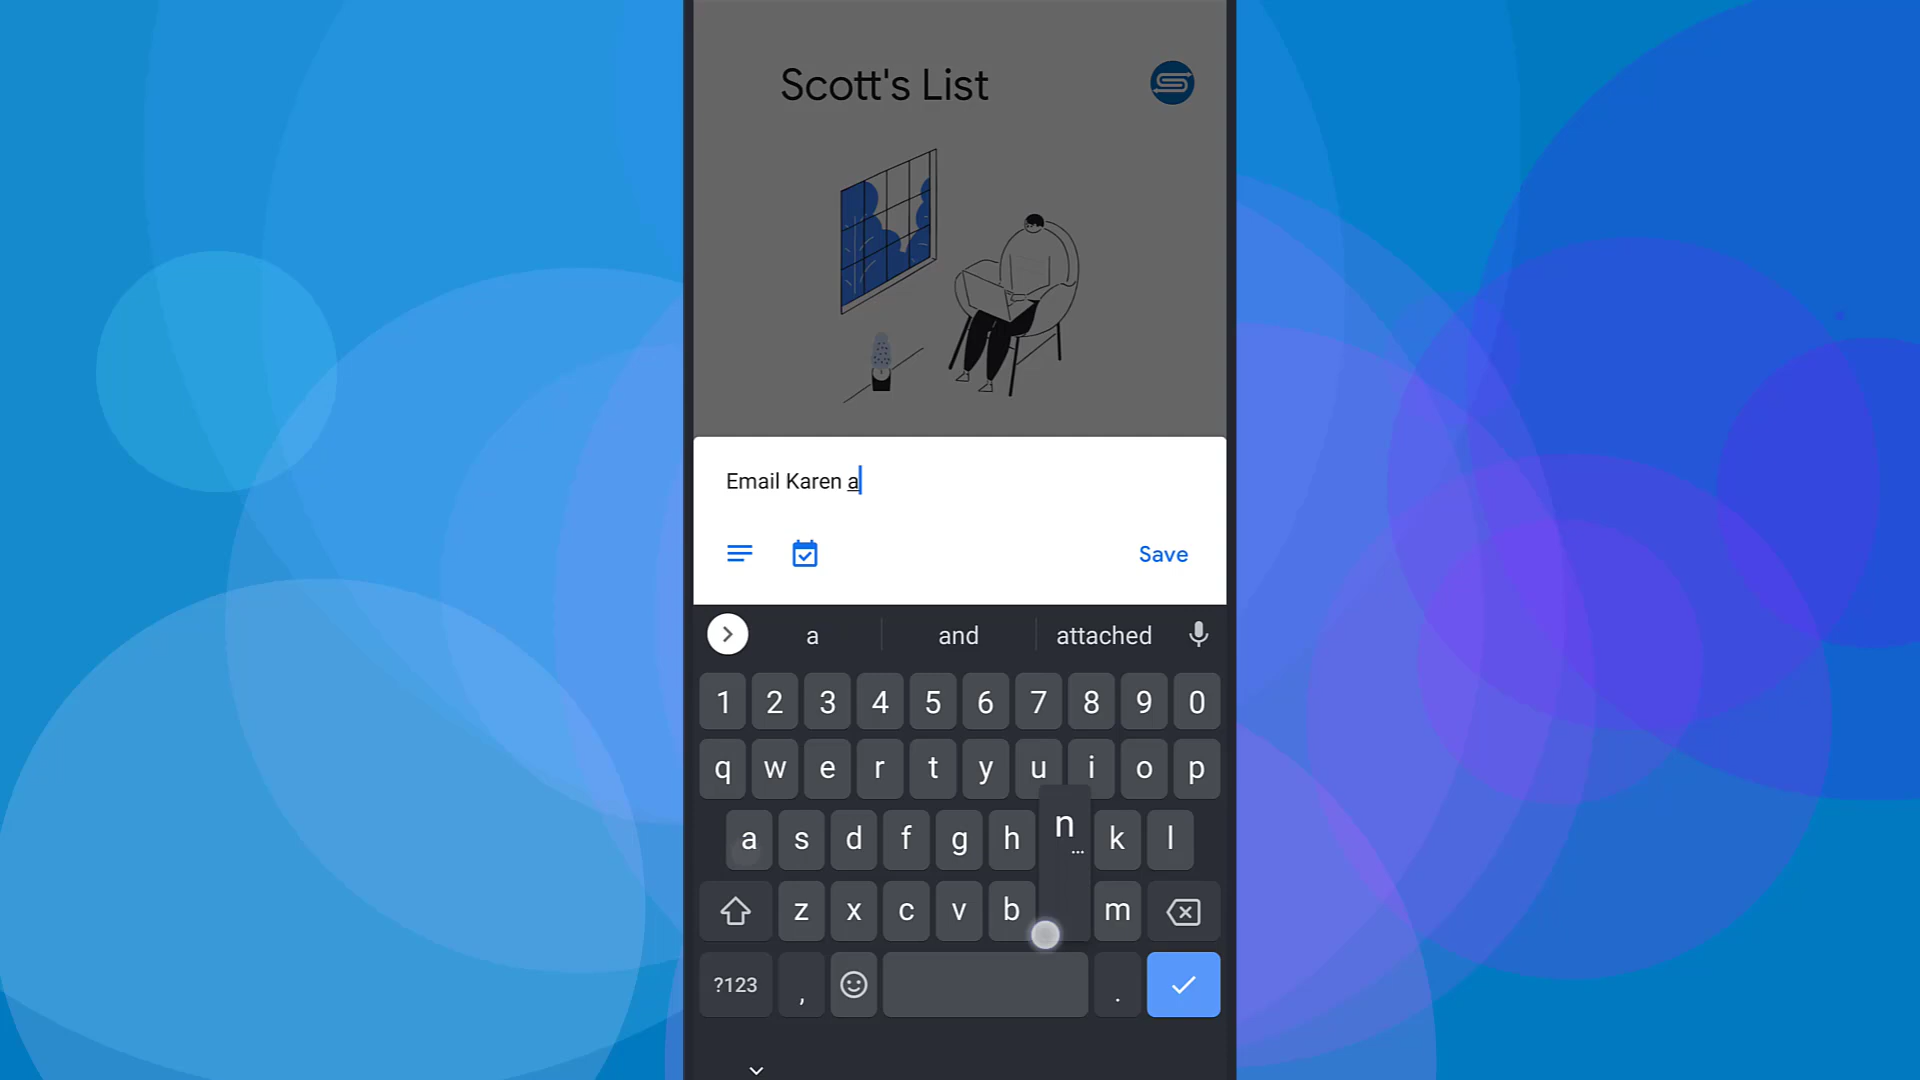 Scott's List
Email Karen a
Save
a and attached
1 2 3 4 5 6 7 8 9 0
q w e r t y u i o p
a s d f g h n k l
z x c v b m
?123 , .